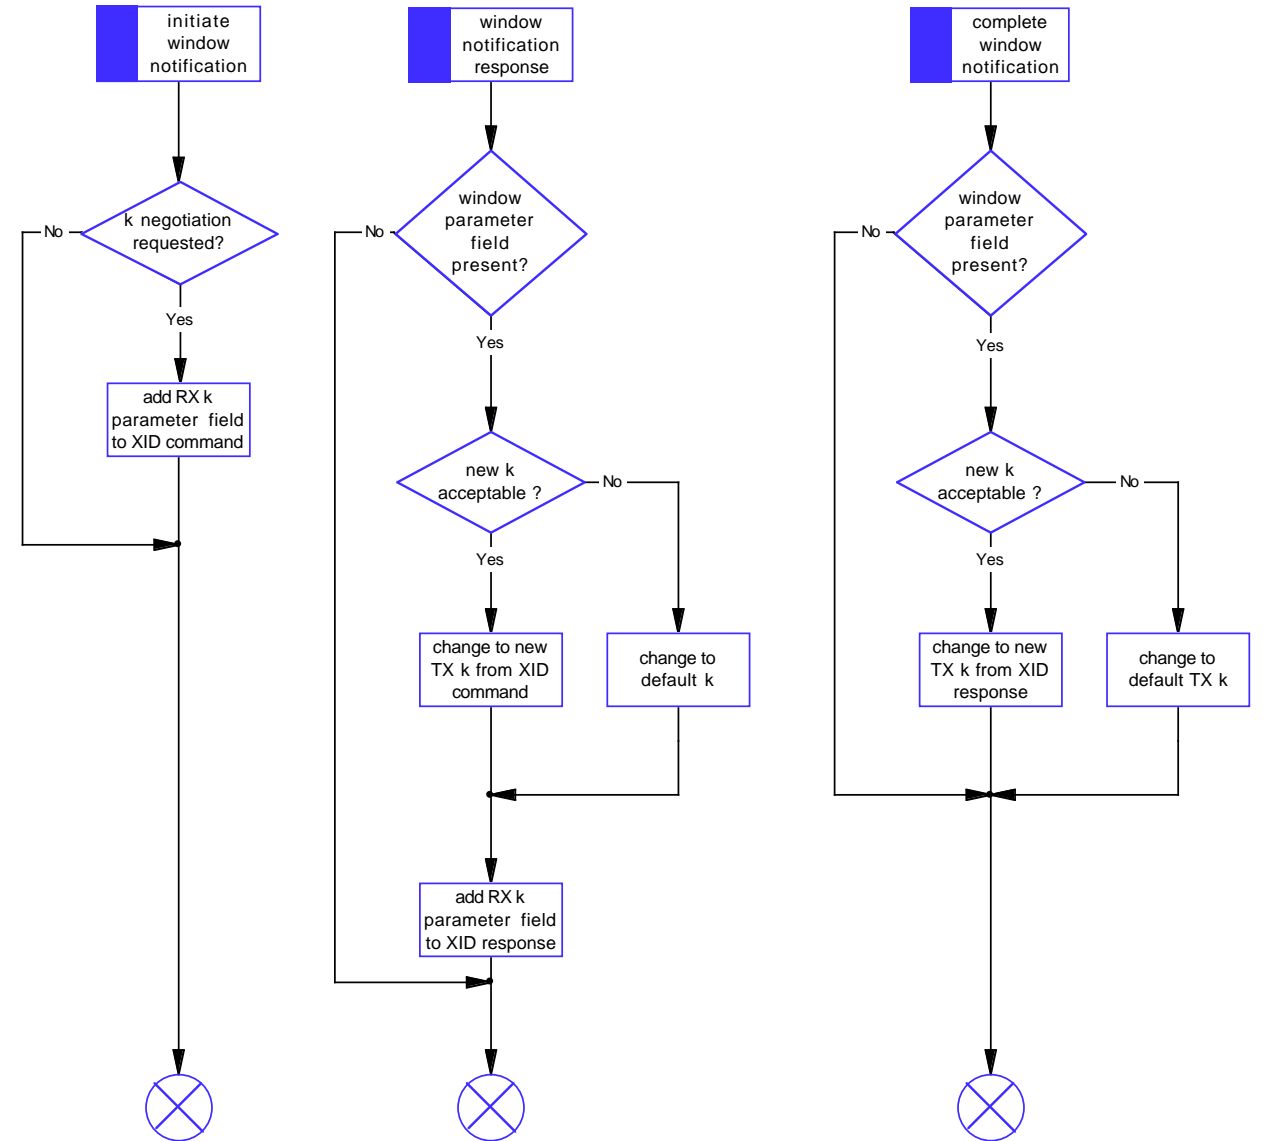 initiate
window
notification
k negotiation
requested?
No
Yes
add RX k
parameter field
to XID command
window
notification
response
window
parameter
field
present?
No
Yes
new k
acceptable ?
No
Yes
change to new
TX k from XID
command
change to
default k
add RX k
parameter field
to XID response
complete
window
notification
window
parameter
field
present?
No
Yes
new k
acceptable ?
No
Yes
change to new
TX k from XID
response
change to
default TX k